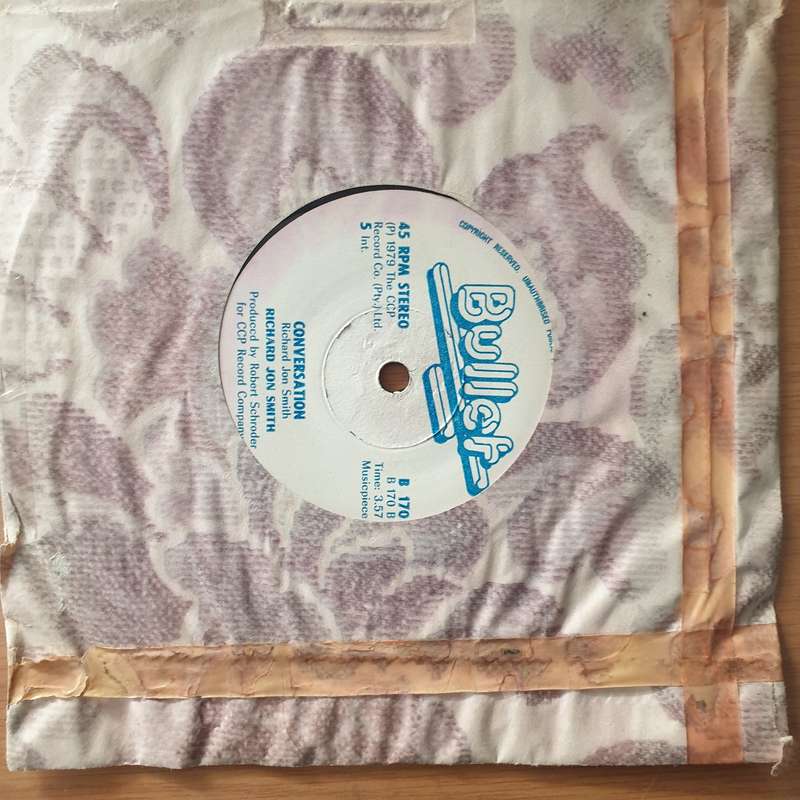 COPYRIGHT RESERVED. UNAUTHORISED
Bullet
45 RPM STEREO
(P) 1979 The CCP
Record Co. (Pty.) Ltd.
5 Int.
B 170
B 170 B
Time: 3.57
Musicpiece
CONVERSATION
Richard Jon Smith
RICHARD JON SMITH
Produced by Robert Schroder
for CCP Record Company